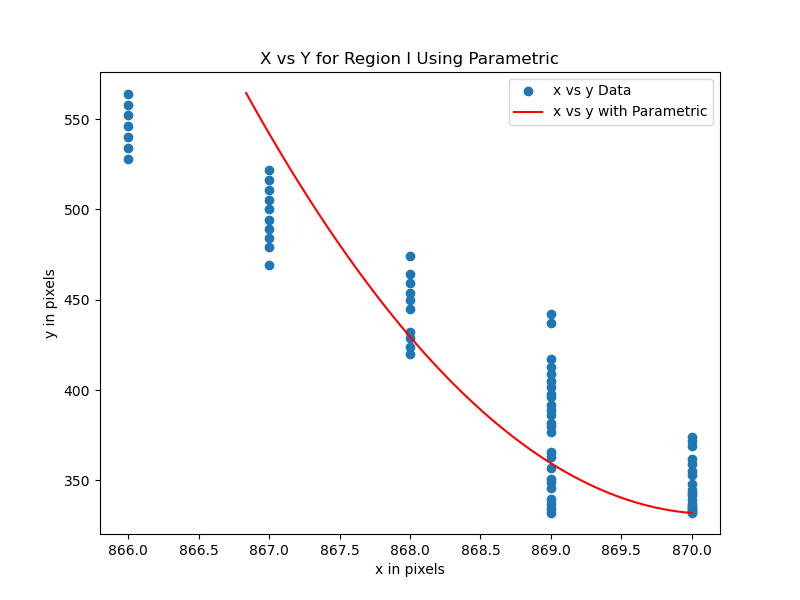 X vs Y for Region I Using Parametric
x vs y Data
x vs y with Parametric
y in pixels
550
500
450
400
350
866.0 866.5 867.0 867.5 868.0 868.5 869.0 869.5 870.0
x in pixels